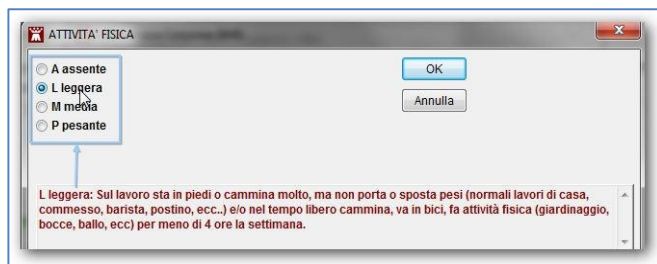 ATTIVITA' FISICA
A assente
L leggera
M media
P pesante
OK
Annulla
L leggera: Sul lavoro sta in piedi o cammina molto, ma non porta o sposta pesi (normali lavori di casa,
commesso, barista, postino, ecc..) e/o nel tempo libero cammina, va in bici, fa attività fisica (giardinaggio,
bocce, ballo, ecc) per meno di 4 ore la settimana.